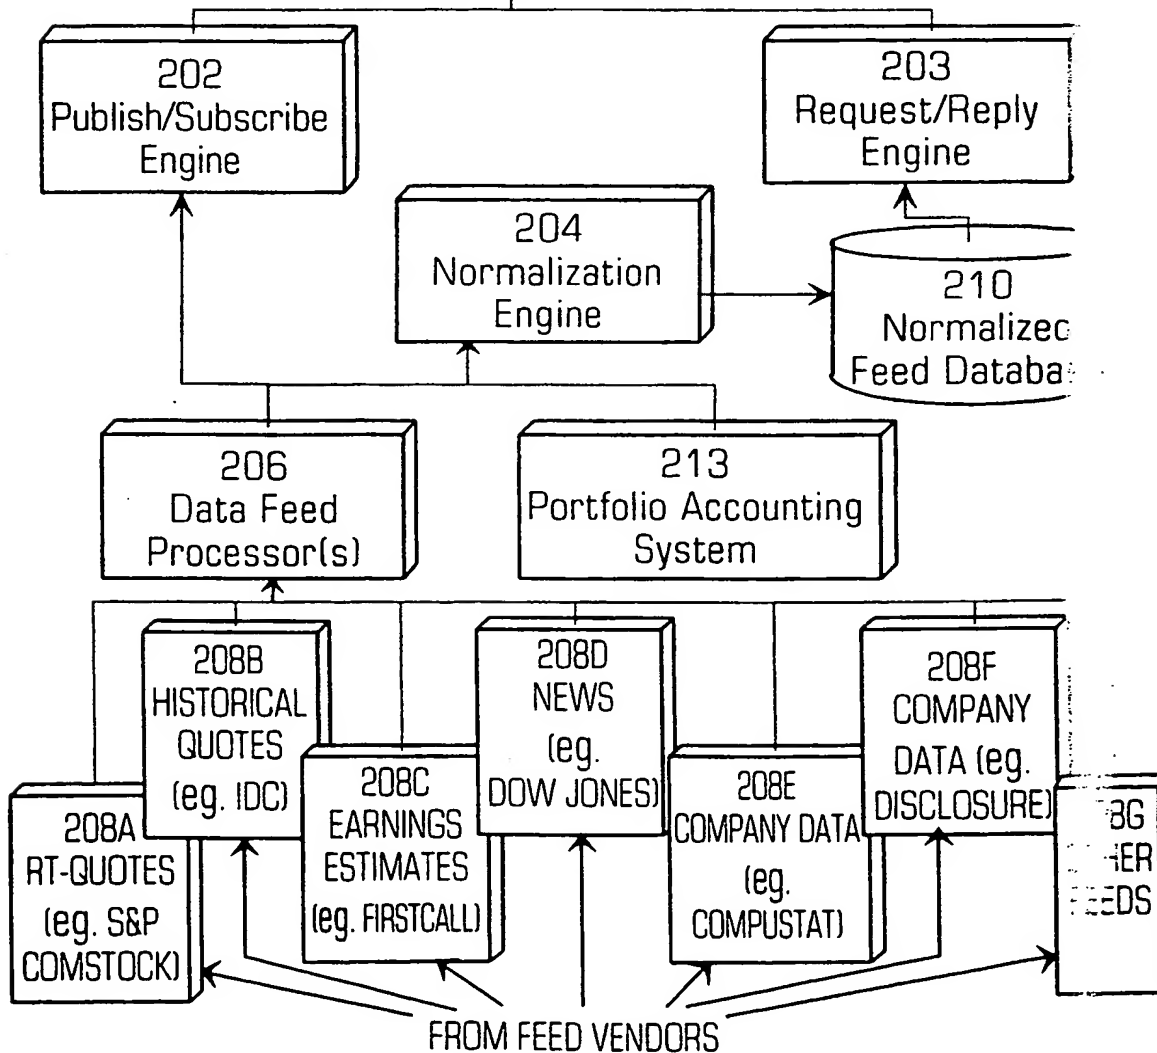 202
Publish/Subscribe
Engine
203
Request/Reply
Engine
204
Normalization
Engine
210
Normalized
Feed
206
Data Feed
Processor(s)
213
Portfolio Accounting
System
208A
RT-QUOTES
(eg. S&P
COMSTOCK)
208B
HISTORICAL
QUOTES
(eg. IDC)
208C
EARNINGS
ESTIMATES
(eg. FIRSTCALL)
208D
NEWS
(eg.
DOW JONES)
208E
COMPANY DATA
(eg.
COMPUSTAT)
208F
COMPANY
DATA (eg.
DISCLOSURE)
FROM FEED VENDORS